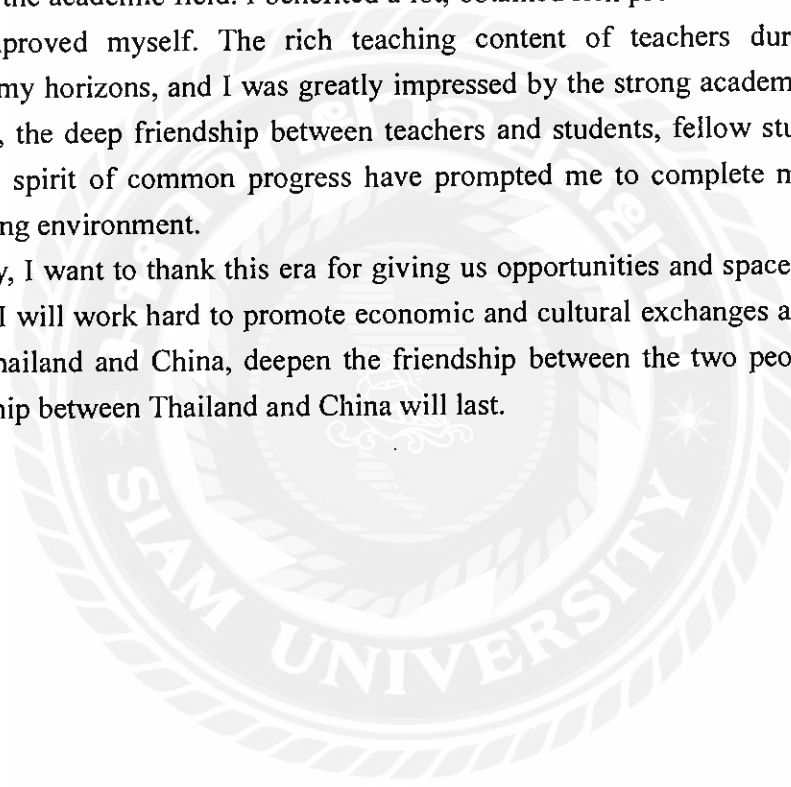 the academic field. I benefited a lot, obtained rich
proved myself. The rich teaching content of teachers dur
my horizons, and I was greatly impressed by the strong academ
, the deep friendship between teachers and students, fellow stu
spirit of common progress have prompted me to complete m
ng environment.
y, I want to thank this era for giving us opportunities and space
I will work hard to promote economic and cultural exchanges a
nailand and China, deepen the friendship between the two peo
nip between Thailand and China will last.
SIAM UNIVERSITY